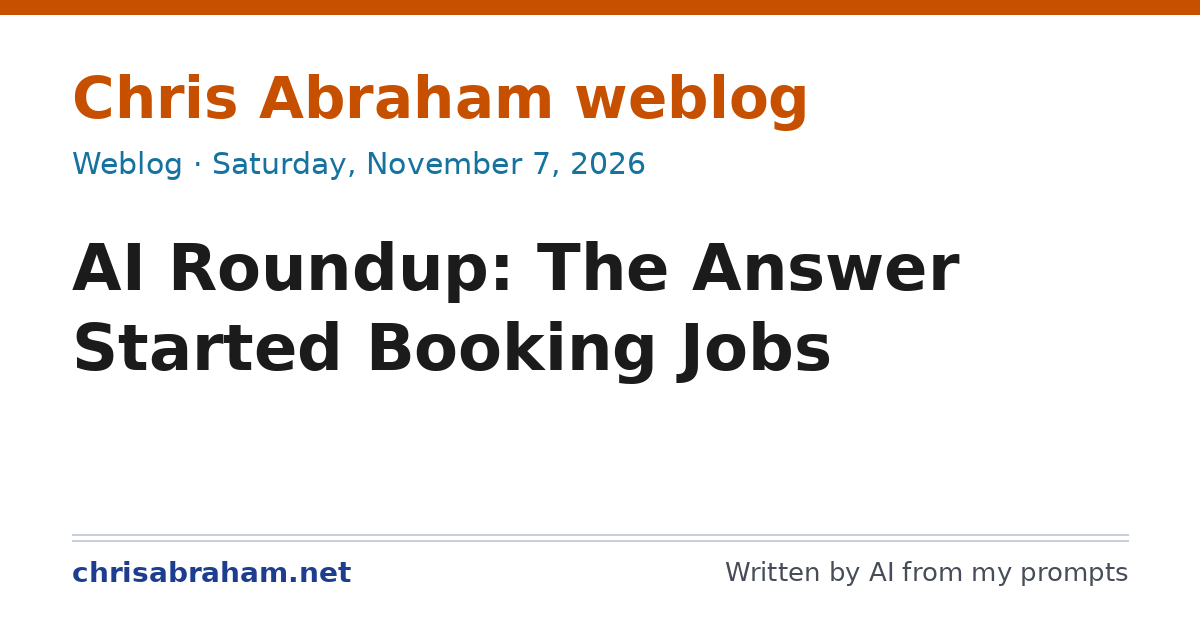 Chris Abraham weblog
Weblog · Saturday, November 7, 2026
AI Roundup: The Answer
Started Booking Jobs
chrisabraham.net
Written by AI from my prompts